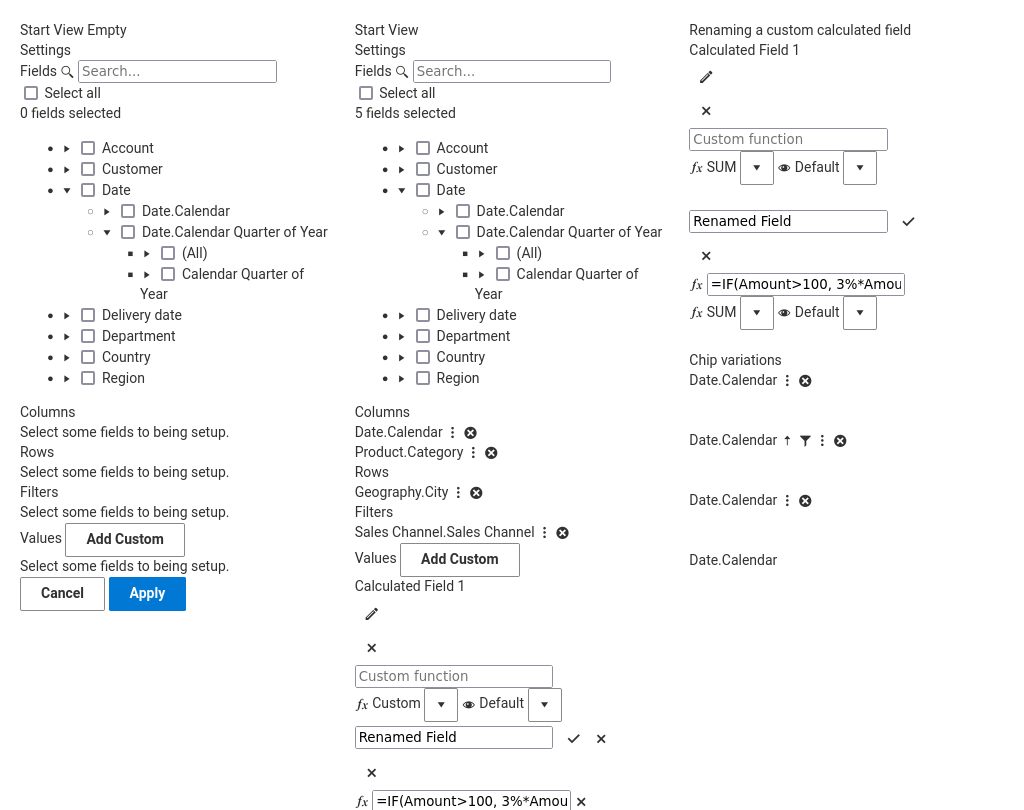 Start View Empty
Settings
Fields
Search...
Select all
0 fields selected
Account
Customer
Date
Date.Calendar
Date.Calendar Quarter of Year
(All)
Calendar Quarter of
Year
Delivery date
Department
Country
Region
Columns
Select some fields to being setup.
Rows
Select some fields to being setup.
Filters
Select some fields to being setup.
Values
Add Custom
Select some fields to being setup.
Cancel
Apply
Start View
Settings
Fields
Search...
Select all
5 fields selected
Account
Customer
Date
Date.Calendar
Date.Calendar Quarter of Year
(All)
Calendar Quarter of
Year
Delivery date
Department
Country
Region
Columns
Date.Calendar
Product.Category
Rows
Geography.City
Filters
Sales Channel.Sales Channel
Values
Add Custom
Calculated Field 1
Custom function
fx Custom
Default
Renamed Field
fx =IF(Amount>100, 3%*Amou
Renaming a custom calculated field
Calculated Field 1
Custom function
fx SUM
Default
Renamed Field
fx =IF(Amount>100, 3%*Amou
fx SUM
Default
Chip variations
Date.Calendar
Date.Calendar
Date.Calendar
Date.Calendar